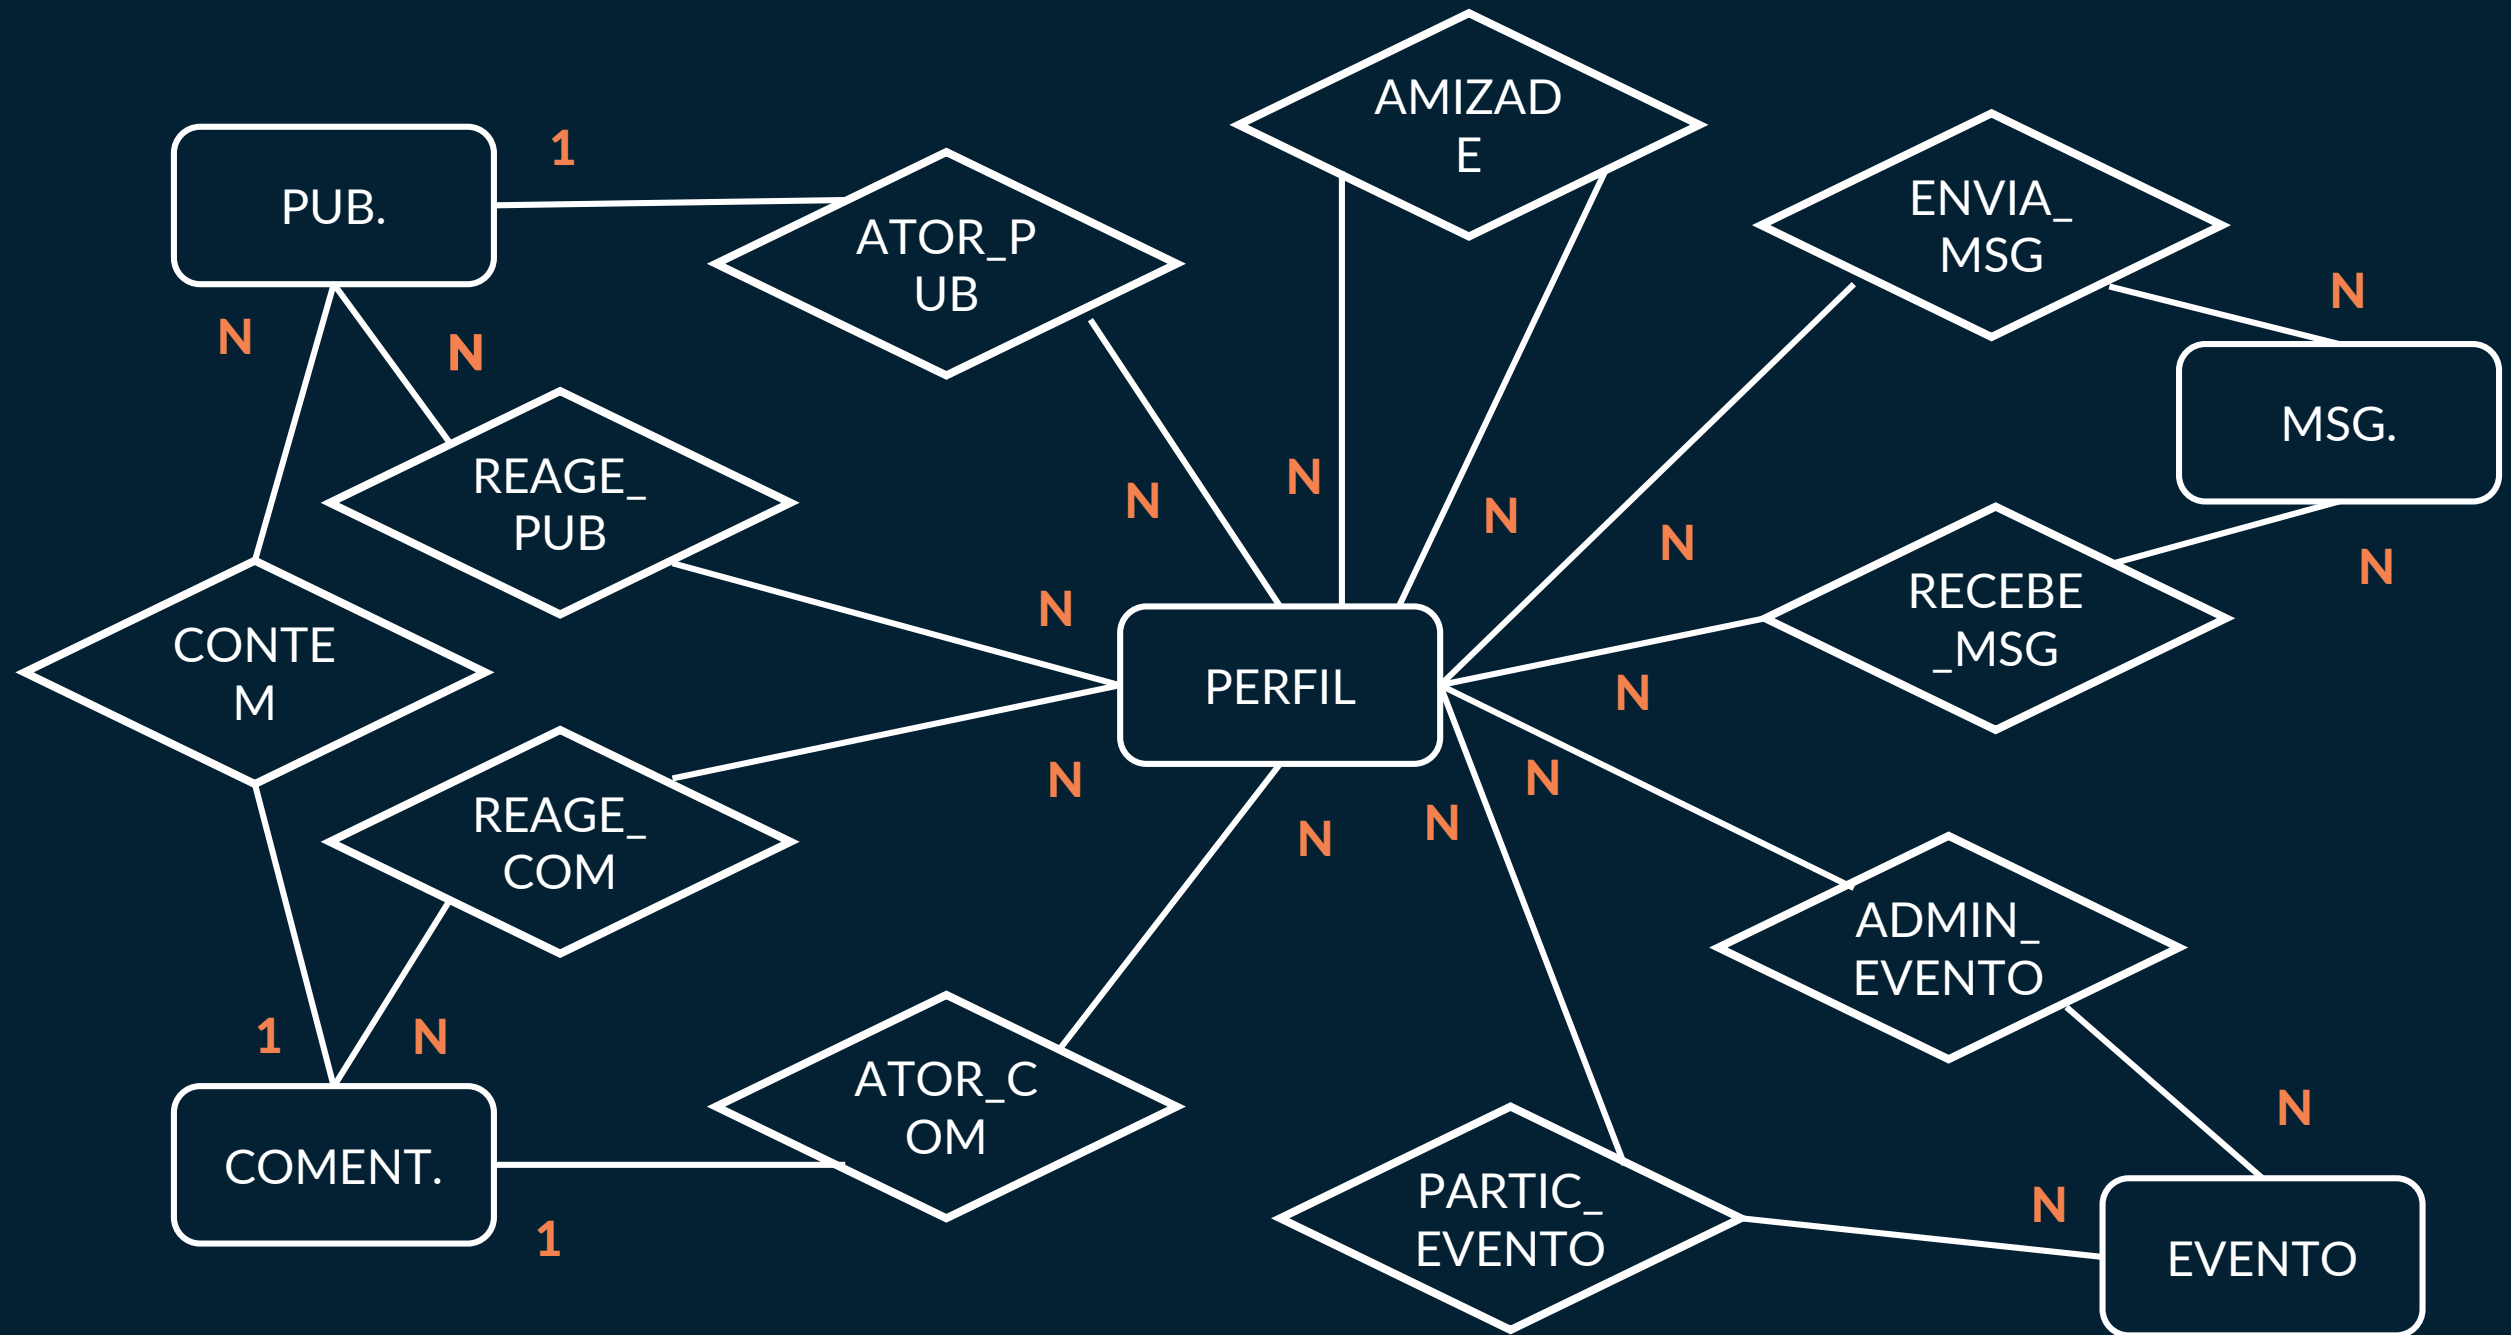 AMIZAD
E
1
ENVIA_
MSG
PUB.
ATOR_P
UB
N
N
N
MSG.
REAGE_
PUB
N
N
N
N
N
RECEBE
_MSG
N
CONTE
M
PERFIL
N
N
N
REAGE_
COM
N
N
ADMIN_
EVENTO
1
N
ATOR_C
OM
N
COMENT.
PARTIC_
EVENTO
N
1
EVENTO